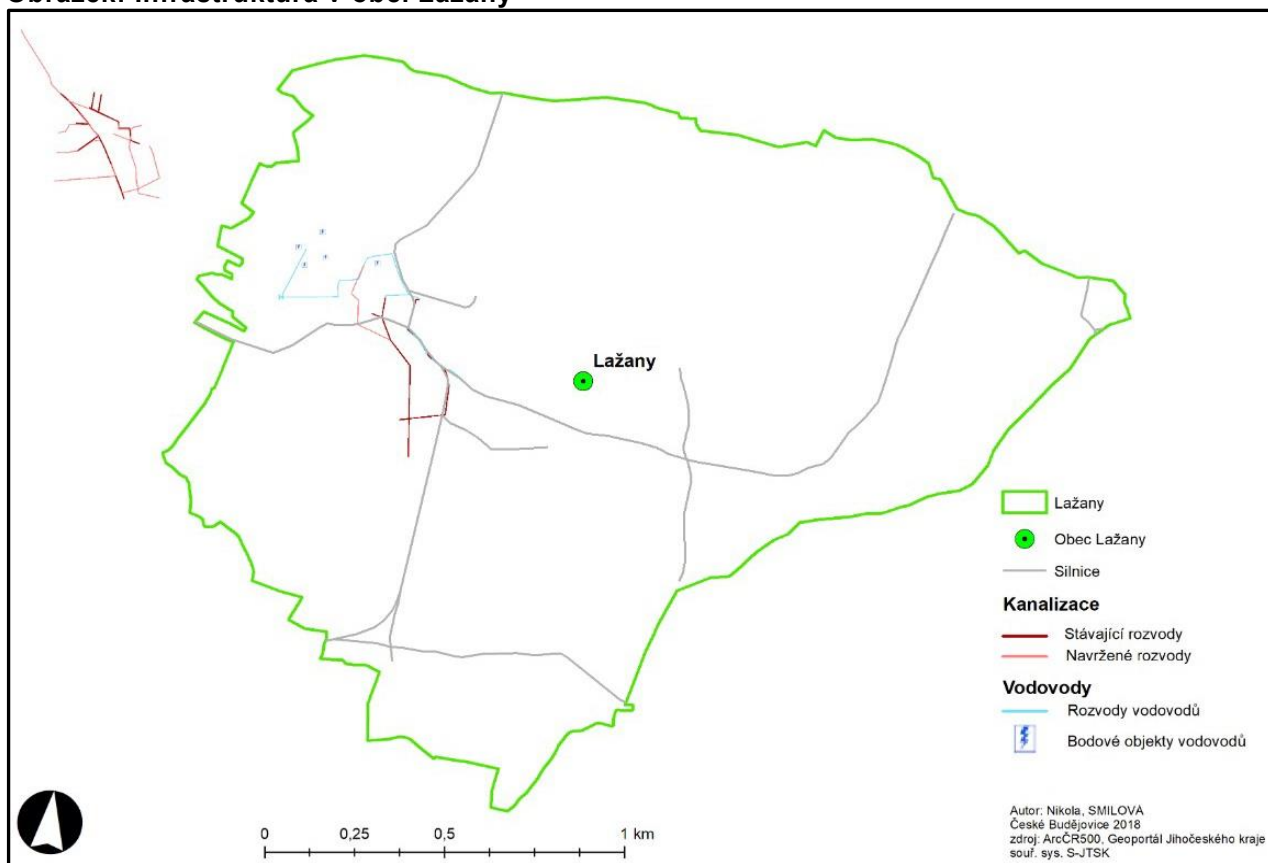 Obrázek: Infrastruktura v obci Lažany
Lažany
Lažany
Obec Lažany
Silnice
Kanalizace
Stávající rozvody
Navržené rozvody
Vodovody
Rozvody vodovodů
Bodové objekty vodovodů
0 0,25 0,5 1 km
Autor: Nikola, SMILOVA
České Budějovice 2018
zdroj: ArcČR500, Geoportál Jihočeského kraje
souř. sys. S-JTSK